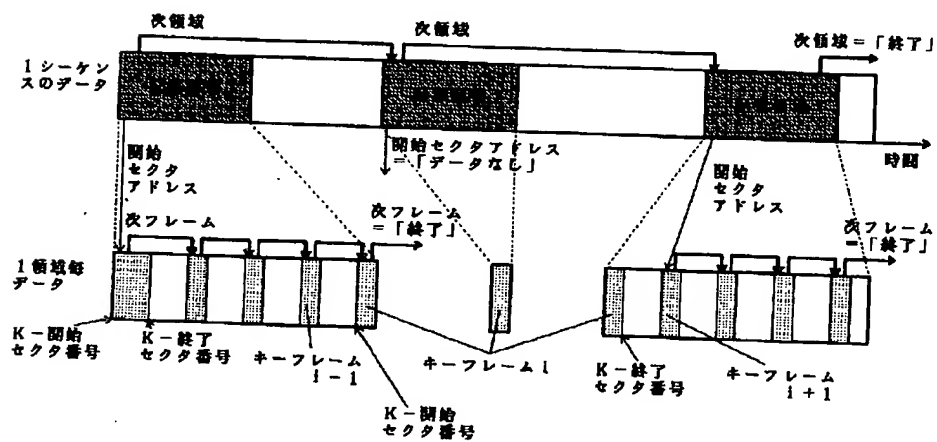 次領域
次領域
次領域=「終了」
1シーケン
スのデータ
時間
開始
セクタ
アドレス
開始セクタアドレス
=「データなし」
開始
セクタ
アドレス
次フレーム
次フレーム
=「終了」
次フレーム
=「終了」
1領域毎
データ
K-開始
セクタ番号
K-終了
セクタ番号
キーフレーム
i-1
K-開始
セクタ番号
キーフレームi
K-終了
セクタ番号
キーフレーム
i+1